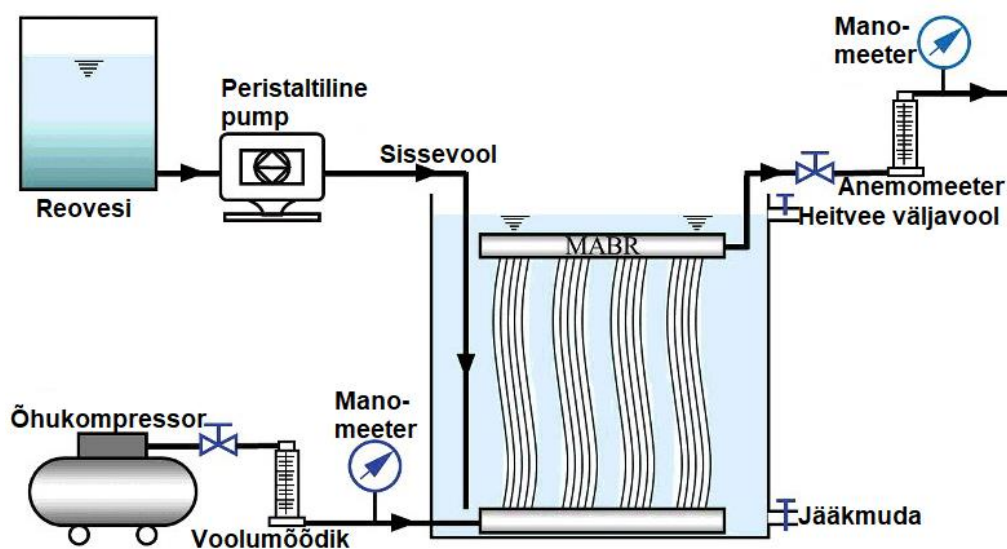 Mano-
meeter
Peristaltiline
pump
Sissevool
Reovesi
Anemomeeter
Heitvee väljavool
MABR
Mano-
meeter
Õhukompressor
Voolumõõdik
Jääkmuda